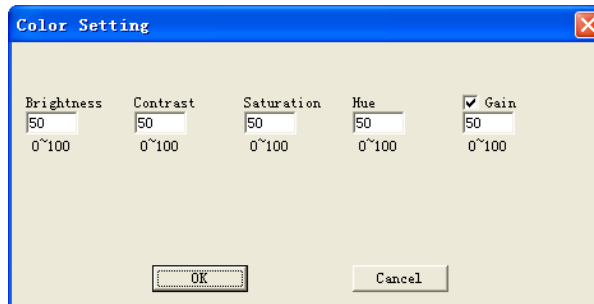 Color Setting
Brightness Contrast Saturation Hue Gain
50 50 50 50 50
0~100 0~100 0~100 0~100 0~100
OK Cancel